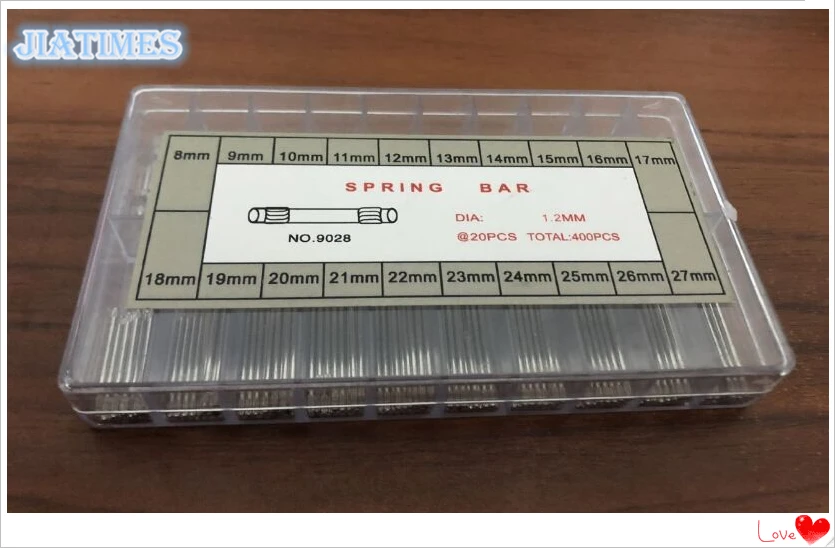 JIATIMES
8mm 9mm 10mm 11mm 12mm 13mm 14mm 15mm 16mm 17mm
SPRING BAR
DIA: 1.2MM
NO.9028
@20PCS TOTAL:400PCS
18mm 19mm 20mm 21mm 22mm 23mm 24mm 25mm 26mm 27mm
Love